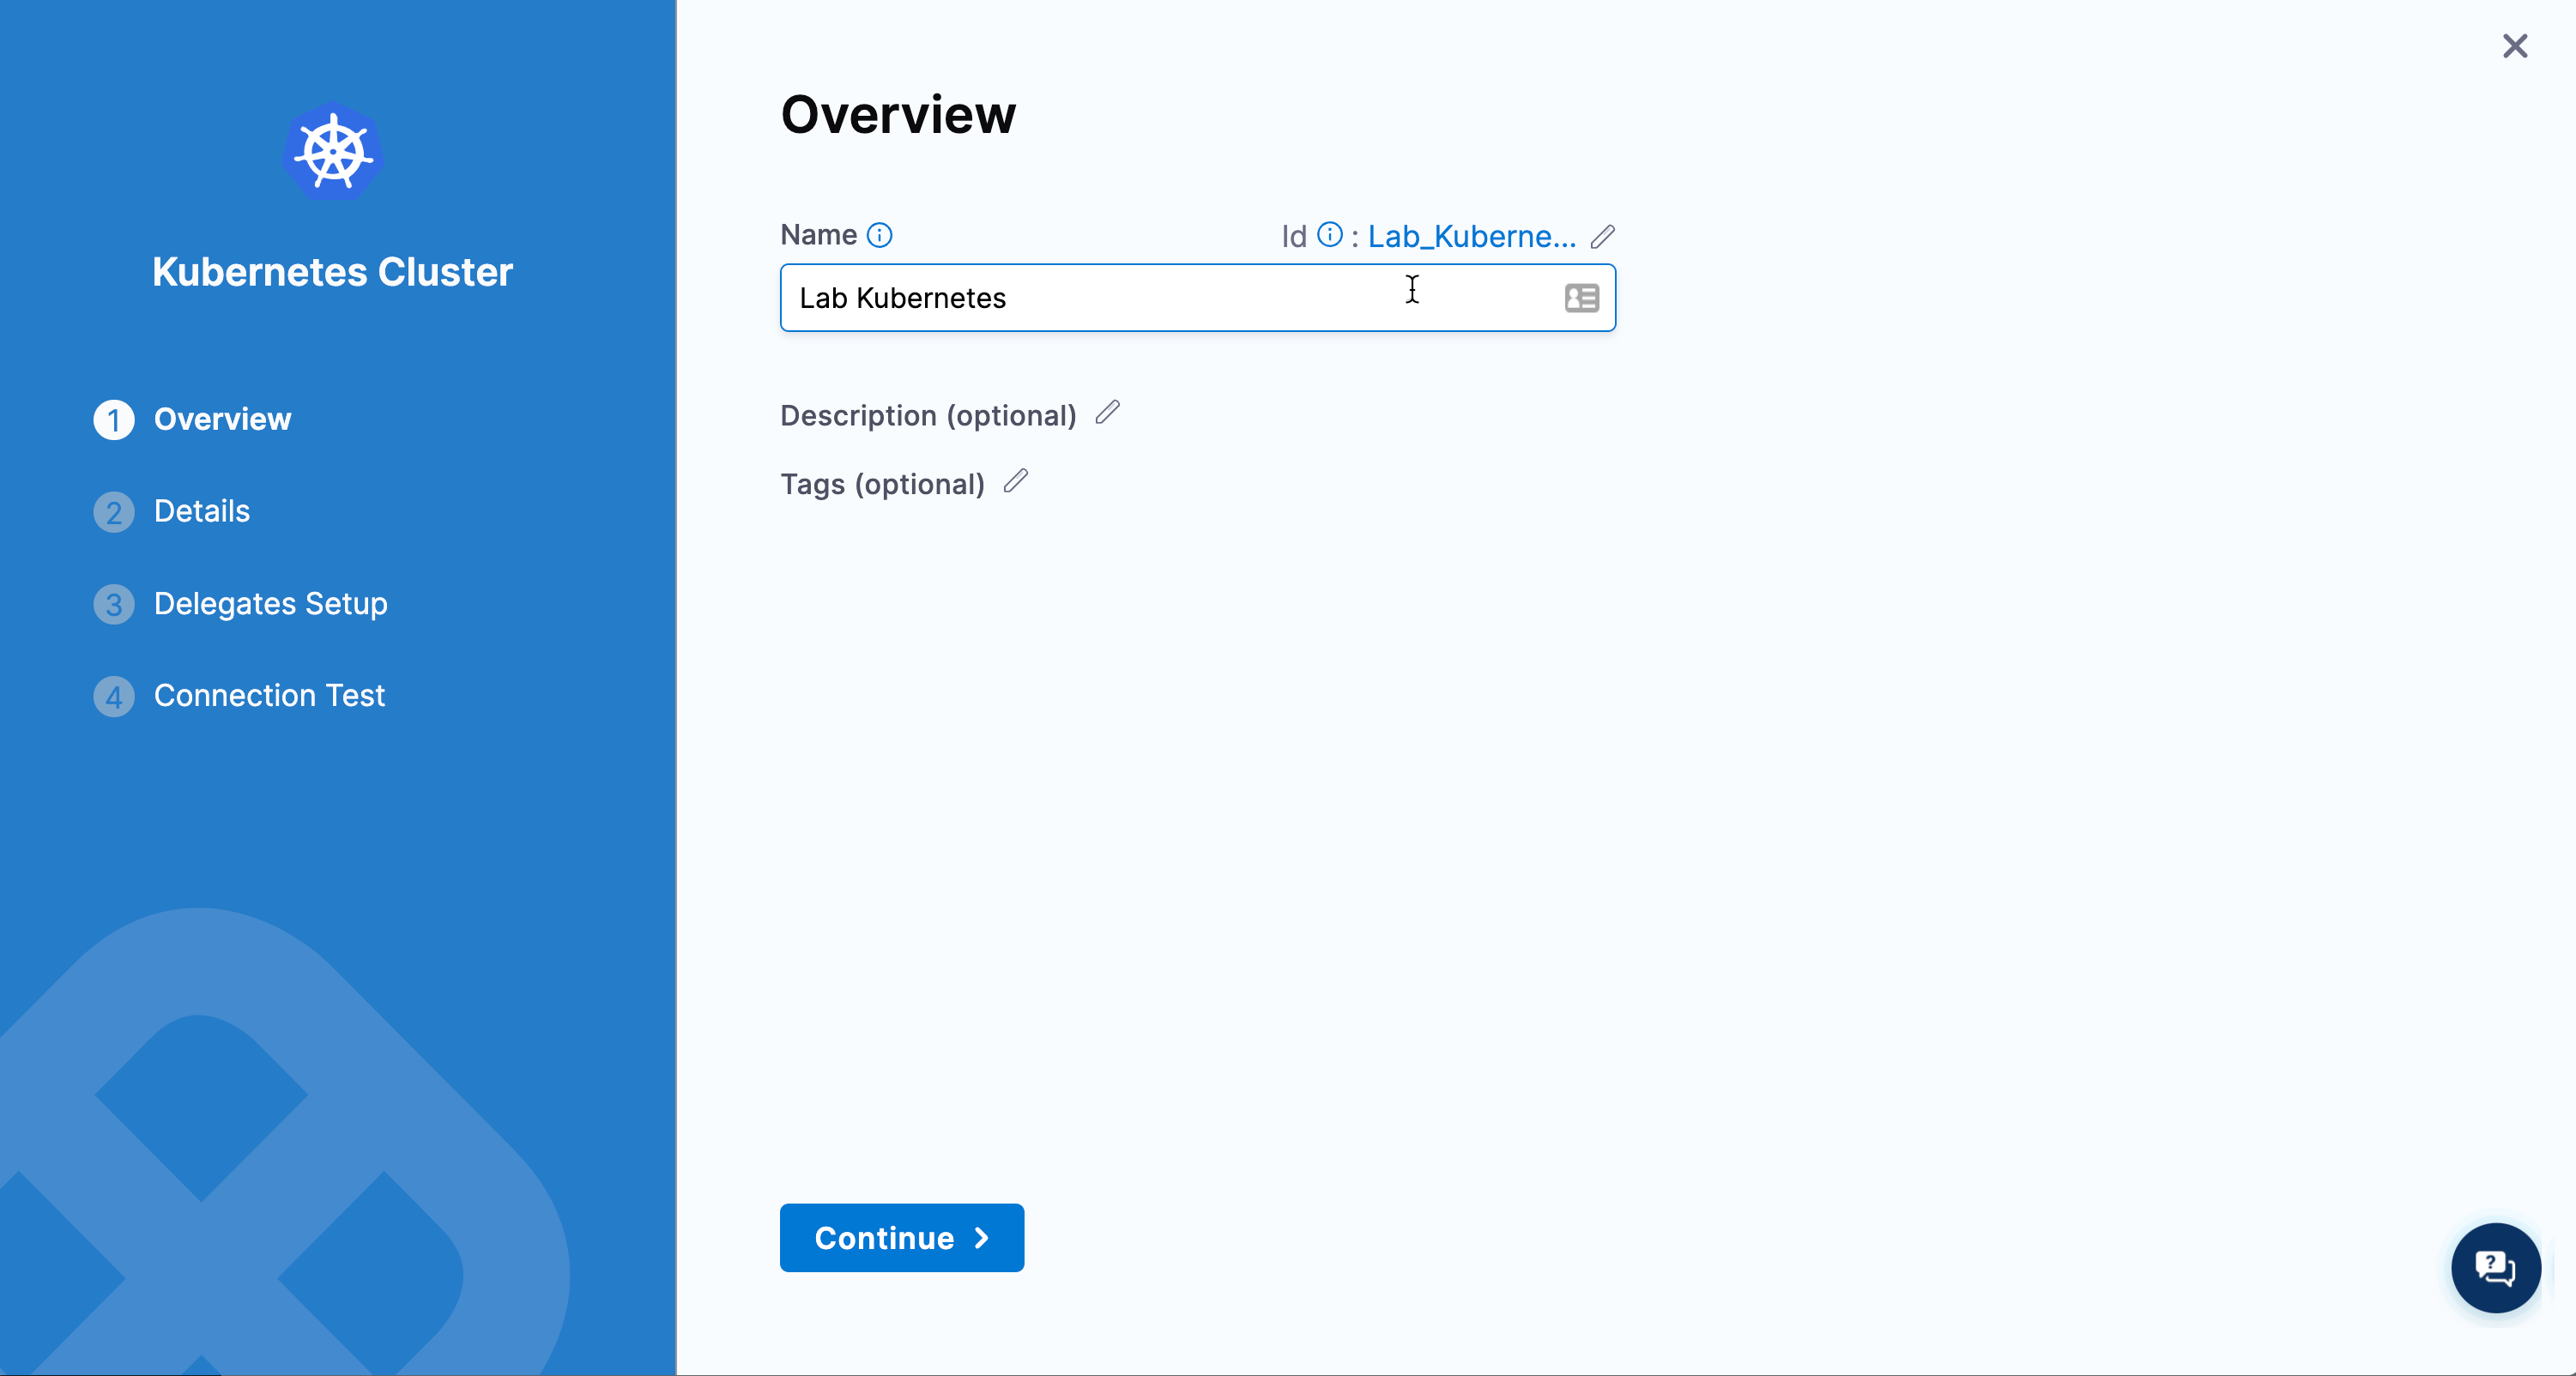 Kubernetes Cluster
1 Overview
2 Details
3 Delegates Setup
4 Connection Test
Overview
Name
Id : Lab_Kuberne...
Lab Kubernetes
Description (optional)
Tags (optional)
Continue
?